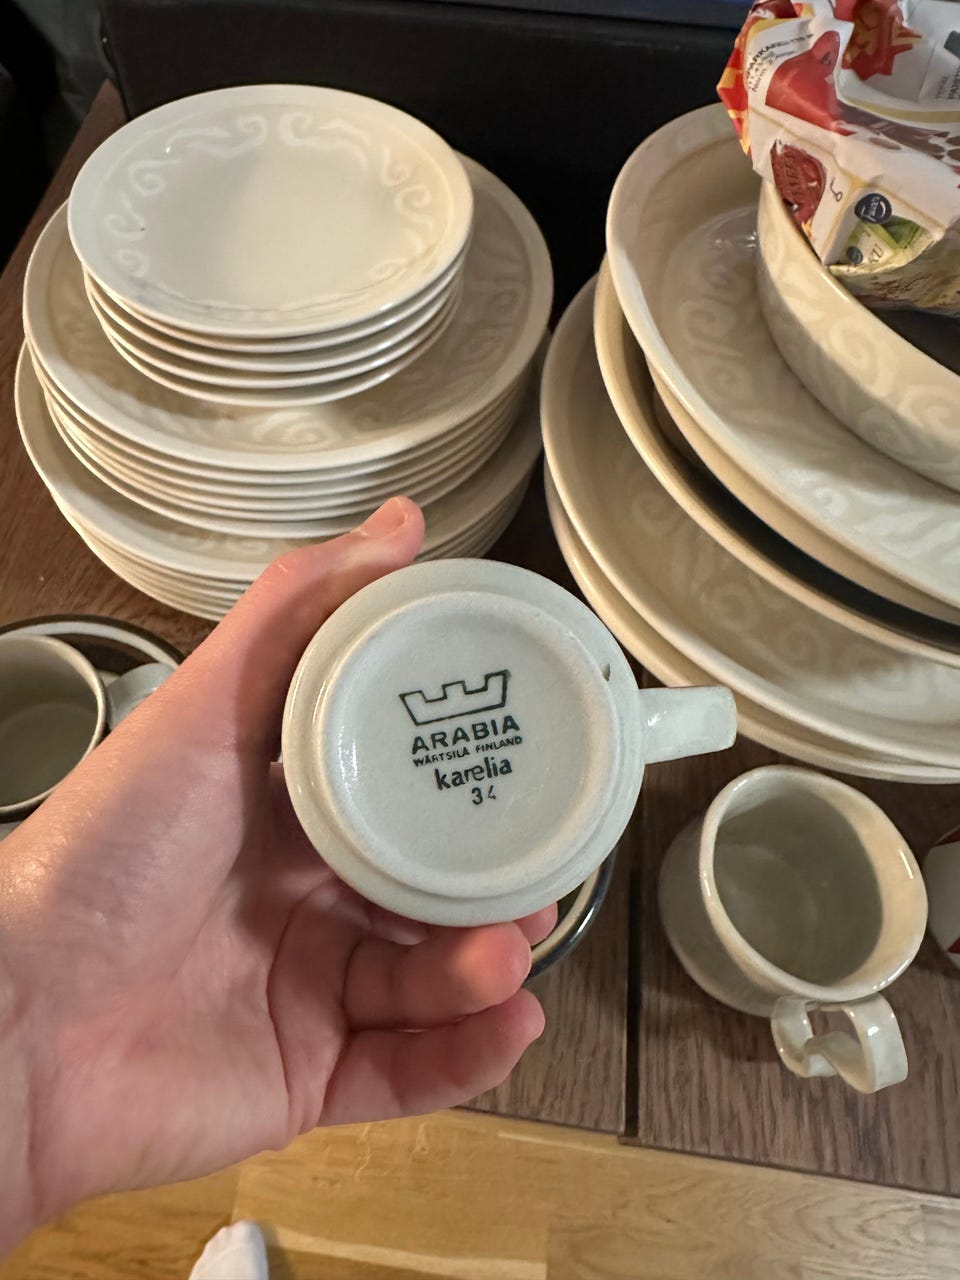 ARABIA
WÄRTSILÄ FINLAND
karelia
34